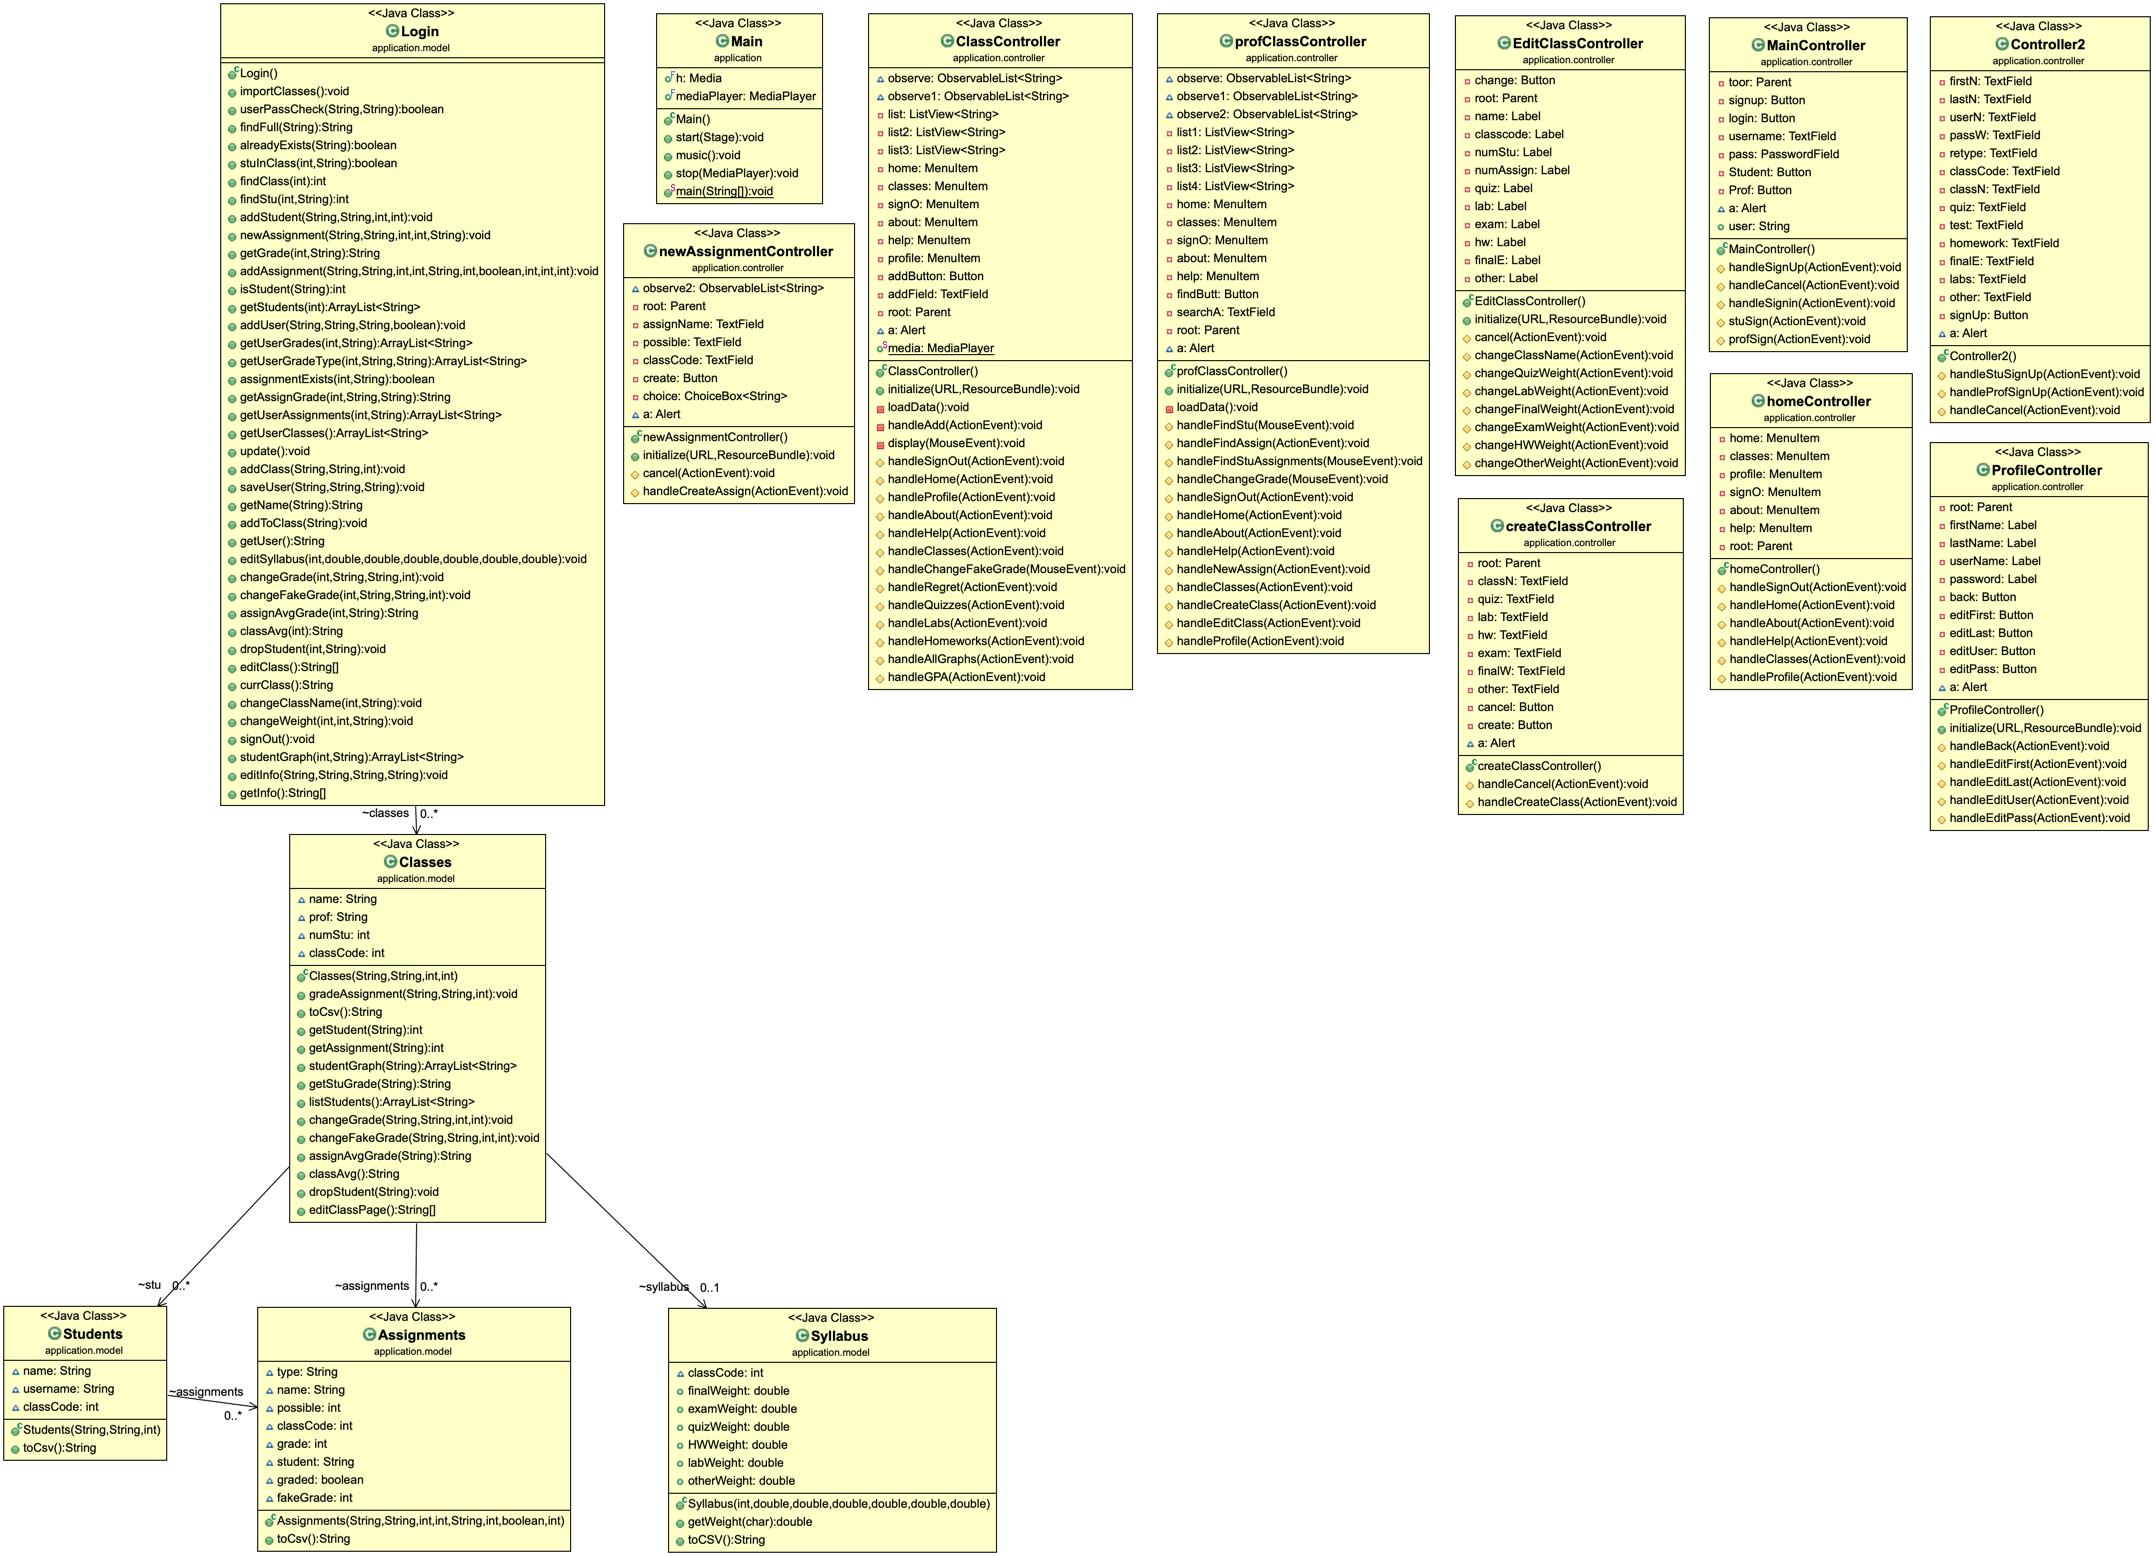 <<Java Class>>
Login
application.model
Login()
importClasses():void
userPassCheck(String,String):boolean
findFull(String):String
alreadyExists(String):boolean
stuInClass(int,String):boolean
findClass(int):int
findStu(int,String):int
addStudent(String,String,int,int):void
newAssignment(String,String,int,int,String):void
getGrade(int,String):String
addAssignment(String,String,int,int,String,int,boolean,int,int,int):void
isStudent(String):int
getStudents(int):ArrayList<String>
addUser(String,String,String,boolean):void
getUserGrades(int,String):ArrayList<String>
getUserGradeType(int,String,String):ArrayList<String>
assignmentExists(int,String):boolean
getAssignGrade(int,String,String):String
getUserAssignments(int,String):ArrayList<String>
getUserClasses():ArrayList<String>
update():void
addClass(String,String,int):void
saveUser(String,String,String):void
getName(String):String
addToClass(String):void
getUser():String
editSyllabus(int,double,double,double,double,double,double):void
changeGrade(int,String,String,int):void
changeFakeGrade(int,String,String,int):void
assignAvgGrade(int,String):String
classAvg(int):String
dropStudent(int,String):void
editClass():String[]
currClass():String
changeClassName(int,String):void
changeWeight(int,int,String):void
signOut():void
studentGraph(int,String):ArrayList<String>
editInfo(String,String,String,String):void
getInfo():String[]
<<Java Class>>
Main
application
h: Media
mediaPlayer: MediaPlayer
Main()
start(Stage):void
music():void
stop(MediaPlayer):void
main(String[]):void
<<Java Class>>
newAssignmentController
application.controller
observe2: ObservableList<String>
root: Parent
assignName: TextField
possible: TextField
classCode: TextField
create: Button
choice: ChoiceBox<String>
a: Alert
newAssignmentController()
initialize(URL,ResourceBundle):void
cancel(ActionEvent):void
handleCreateAssign(ActionEvent):void
<<Java Class>>
ClassController
application.controller
observe: ObservableList<String>
observe1: ObservableList<String>
list: ListView<String>
list2: ListView<String>
list3: ListView<String>
home: MenuItem
classes: MenuItem
signO: MenuItem
about: MenuItem
help: MenuItem
profile: MenuItem
addButton: Button
addField: TextField
root: Parent
a: Alert
media: MediaPlayer
ClassController()
initialize(URL,ResourceBundle):void
loadData():void
handleAdd(ActionEvent):void
display(MouseEvent):void
handleSignOut(ActionEvent):void
handleHome(ActionEvent):void
handleProfile(ActionEvent):void
handleAbout(ActionEvent):void
handleHelp(ActionEvent):void
handleClasses(ActionEvent):void
handleChangeFakeGrade(MouseEvent):void
handleRegret(ActionEvent):void
handleQuizzes(ActionEvent):void
handleLabs(ActionEvent):void
handleHomeworks(ActionEvent):void
handleAllGraphs(ActionEvent):void
handleGPA(ActionEvent):void
<<Java Class>>
profClassController
application.controller
observe: ObservableList<String>
observe1: ObservableList<String>
observe2: ObservableList<String>
list1: ListView<String>
list2: ListView<String>
list3: ListView<String>
list4: ListView<String>
home: MenuItem
classes: MenuItem
signO: MenuItem
about: MenuItem
help: MenuItem
findButt: Button
searchA: TextField
root: Parent
a: Alert
profClassController()
initialize(URL,ResourceBundle):void
loadData():void
handleFindStu(MouseEvent):void
handleFindAssign(ActionEvent):void
handleFindStuAssignments(MouseEvent):void
handleChangeGrade(MouseEvent):void
handleSignOut(ActionEvent):void
handleHome(ActionEvent):void
handleAbout(ActionEvent):void
handleHelp(ActionEvent):void
handleNewAssign(ActionEvent):void
handleClasses(ActionEvent):void
handleCreateClass(ActionEvent):void
handleEditClass(ActionEvent):void
handleProfile(ActionEvent):void
<<Java Class>>
EditClassController
application.controller
change: Button
root: Parent
name: Label
classcode: Label
numStu: Label
numAssign: Label
quiz: Label
lab: Label
exam: Label
hw: Label
finalE: Label
other: Label
EditClassController()
initialize(URL,ResourceBundle):void
cancel(ActionEvent):void
changeClassName(ActionEvent):void
changeQuizWeight(ActionEvent):void
changeLabWeight(ActionEvent):void
changeFinalWeight(ActionEvent):void
changeExamWeight(ActionEvent):void
changeHWWeight(ActionEvent):void
changeOtherWeight(ActionEvent):void
<<Java Class>>
createClassController
application.controller
root: Parent
classN: TextField
quiz: TextField
lab: TextField
hw: TextField
exam: TextField
finalW: TextField
other: TextField
cancel: Button
create: Button
a: Alert
createClassController()
handleCancel(ActionEvent):void
handleCreateClass(ActionEvent):void
<<Java Class>>
MainController
application.controller
toor: Parent
signup: Button
login: Button
username: TextField
pass: PasswordField
Student: Button
Prof: Button
a: Alert
user: String
MainController()
handleSignUp(ActionEvent):void
handleCancel(ActionEvent):void
handleSignin(ActionEvent):void
stuSign(ActionEvent):void
profSign(ActionEvent):void
<<Java Class>>
homeController
application.controller
home: MenuItem
classes: MenuItem
profile: MenuItem
signO: MenuItem
about: MenuItem
help: MenuItem
root: Parent
homeController()
handleSignOut(ActionEvent):void
handleHome(ActionEvent):void
handleAbout(ActionEvent):void
handleHelp(ActionEvent):void
handleClasses(ActionEvent):void
handleProfile(ActionEvent):void
<<Java Class>>
Controller2
application.controller
firstN: TextField
lastN: TextField
userN: TextField
passW: TextField
retype: TextField
classCode: TextField
classN: TextField
quiz: TextField
test: TextField
homework: TextField
finalE: TextField
labs: TextField
other: TextField
signUp: Button
a: Alert
Controller2()
handleStuSignUp(ActionEvent):void
handleProfSignUp(ActionEvent):void
handleCancel(ActionEvent):void
<<Java Class>>
ProfileController
application.controller
root: Parent
firstName: Label
lastName: Label
userName: Label
password: Label
back: Button
editFirst: Button
editLast: Button
editUser: Button
editPass: Button
a: Alert
ProfileController()
initialize(URL,ResourceBundle):void
handleBack(ActionEvent):void
handleEditFirst(ActionEvent):void
handleEditLast(ActionEvent):void
handleEditUser(ActionEvent):void
handleEditPass(ActionEvent):void
~classes 0..*
<<Java Class>>
Classes
application.model
name: String
prof: String
numStu: int
classCode: int
Classes(String,String,int,int)
gradeAssignment(String,String,int):void
toCsv():String
getStudent(String):int
getAssignment(String):int
studentGraph(String):ArrayList<String>
getStuGrade(String):String
listStudents():ArrayList<String>
changeGrade(String,String,int,int):void
changeFakeGrade(String,String,int,int):void
assignAvgGrade(String):String
classAvg():String
dropStudent(String):void
editClassPage():String[]
~stu 0..*
~assignments 0..*
~syllabus 0..1
<<Java Class>>
Students
application.model
name: String
username: String
classCode: int
Students(String,String,int)
toCsv():String
~assignments
0..*
<<Java Class>>
Assignments
application.model
type: String
name: String
possible: int
classCode: int
grade: int
student: String
graded: boolean
fakeGrade: int
Assignments(String,String,int,int,String,int,boolean,int)
toCsv():String
<<Java Class>>
Syllabus
application.model
classCode: int
finalWeight: double
examWeight: double
quizWeight: double
HWWeight: double
labWeight: double
otherWeight: double
Syllabus(int,double,double,double,double,double,double)
getWeight(char):double
toCSV():String